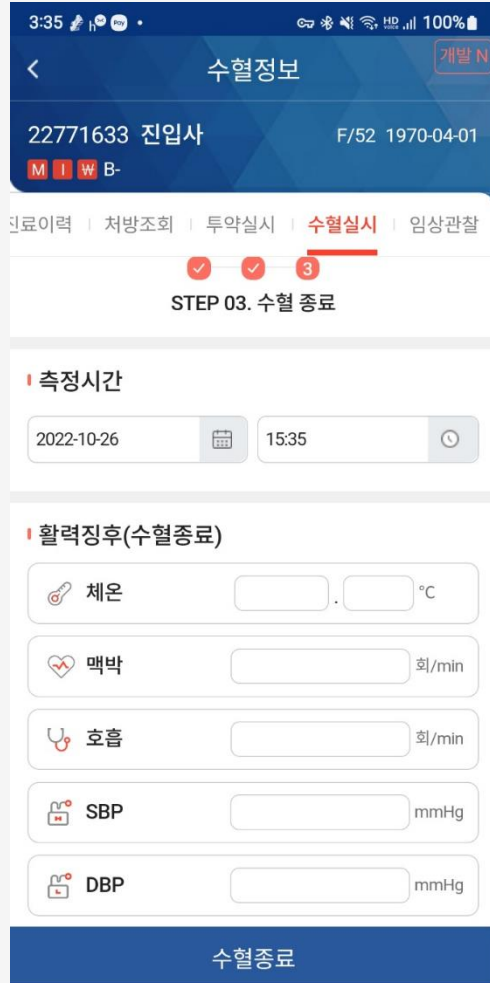 3:35 100%
< 수혈정보 개발 N
22771633 진입사 F/52 1970-04-01
M I ₩ B-
진료이력 처방조회 투약실시 수혈실시 임상관찰
3
STEP 03. 수혈 종료
측정시간
2022-10-26 15:35
활력징후(수혈종료)
체온 . °C
맥박 회/min
호흡 회/min
SBP mmHg
DBP mmHg
수혈종료